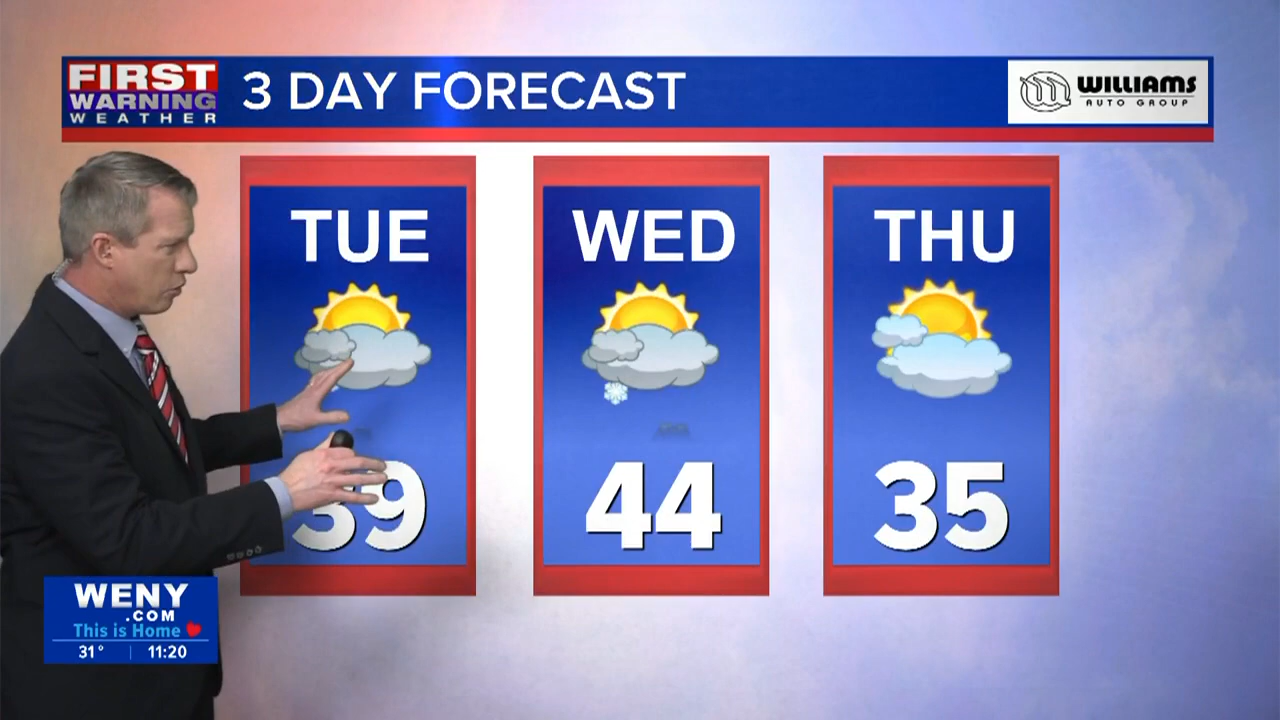 FIRST
WARNING
WEATHER
3 DAY FORECAST
WILLIAMS
AUTO GROUP
TUE
WED
THU
39
44
35
WENY
.COM
This is Home
31°
11:20